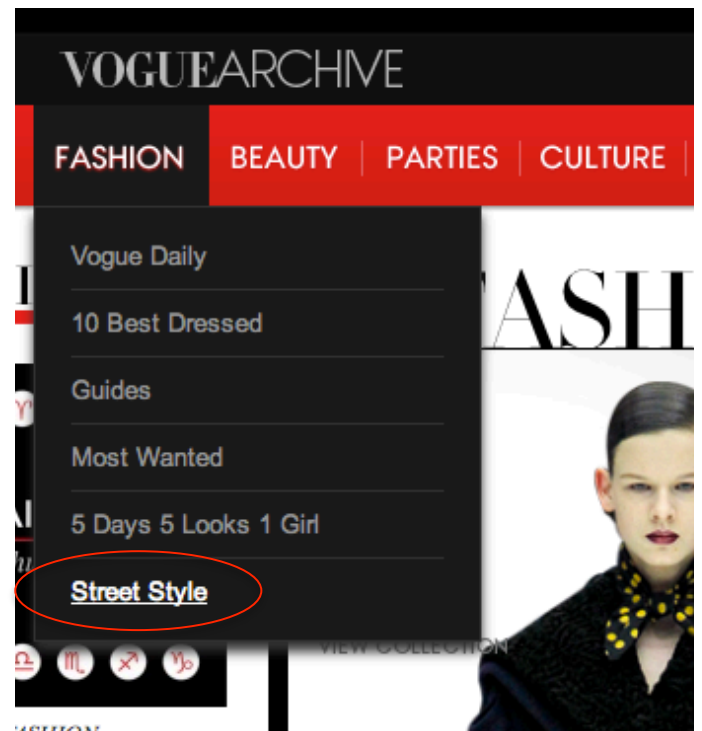 VOGUEARCHIVE
FASHION BEAUTY PARTIES CULTURE
Vogue Daily
10 Best Dressed
Guides
Most Wanted
5 Days 5 Looks 1 Girl
Street Style
ASH
VIEW COLLECTION